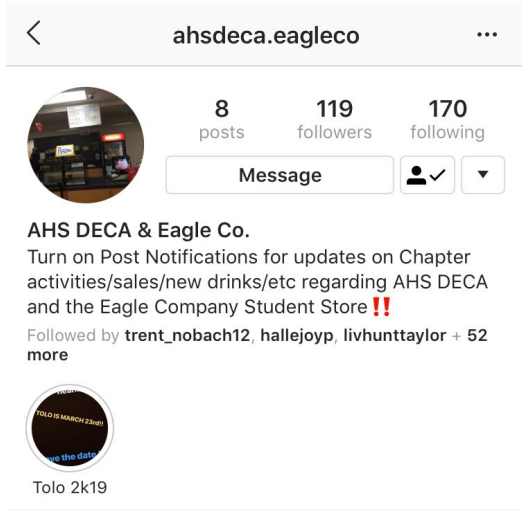 ahsdeca.eagleco
8 119 170
posts followers following
Message
AHS DECA & Eagle Co.
Turn on Post Notifications for updates on Chapter
activities/sales/new drinks/etc regarding AHS DECA
and the Eagle Company Student Store‼️
Followed by trent_nobach12, hallejoyp, livhunttaylor + 52
more
TOLO IS MARCH 23rd!!
ve the date
Tolo 2k19